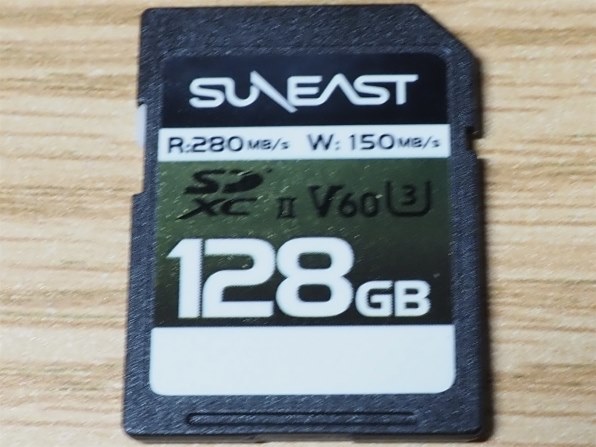 SUNEAST
R:280MB/s W:150MB/s
SD XC II V60 U3
128GB